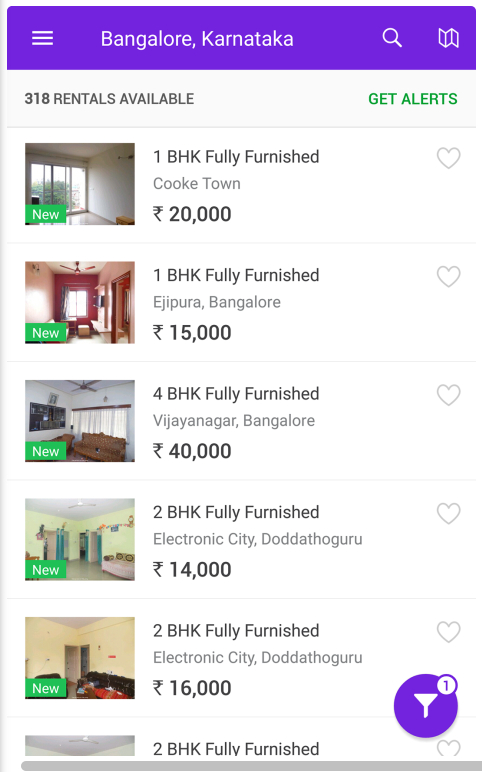 Bangalore, Karnataka
318 RENTALS AVAILABLE GET ALERTS
1 BHK Fully Furnished
Cooke Town
New ₹ 20,000
1 BHK Fully Furnished
Ejipura, Bangalore
New ₹ 15,000
4 BHK Fully Furnished
Vijayanagar, Bangalore
New ₹ 40,000
2 BHK Fully Furnished
Electronic City, Doddathoguru
New ₹ 14,000
2 BHK Fully Furnished
Electronic City, Doddathoguru
New ₹ 16,000
1
2 BHK Fully Furnished